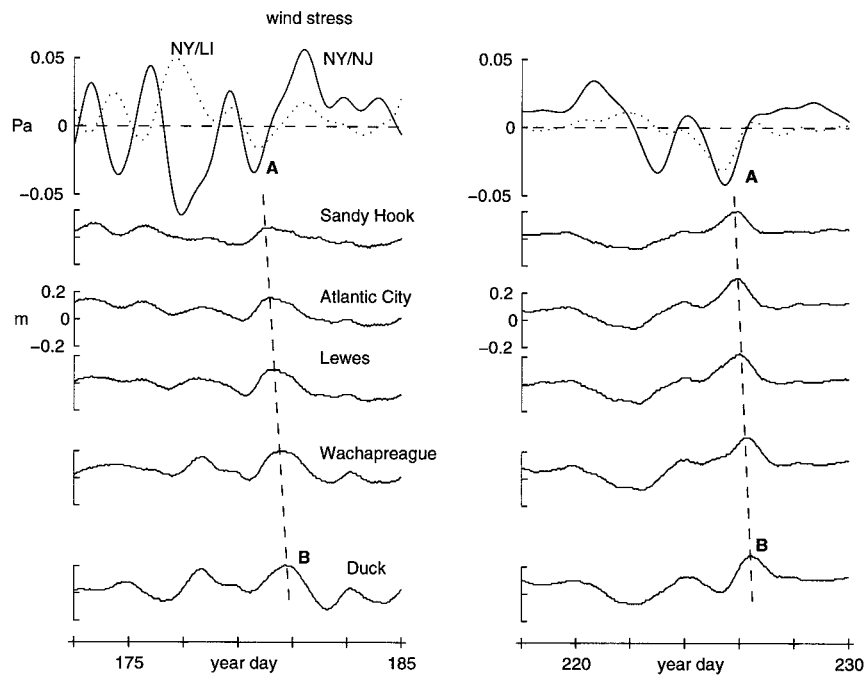 wind stress
NY/LI
NY/NJ
0.05
Pa
0
−0.05
A
0.05
0
−0.05
A
Sandy Hook
0.2
m
0
−0.2
Atlantic City
0.2
0
−0.2
Lewes
Wachapreague
B
Duck
B
175
year day
185
220
year day
230